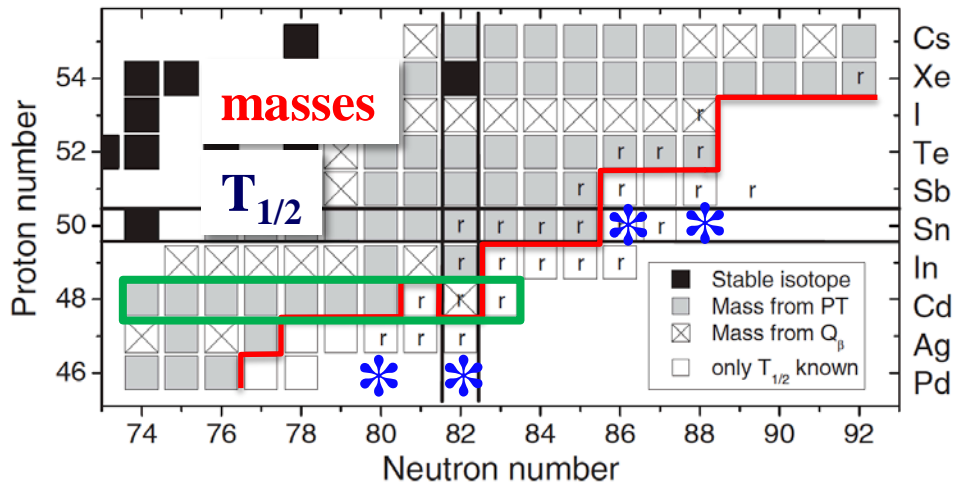 Cs
54 r Xe
masses
r I
52 r r r Te
T1/2
r r r r Sb
50 r r r r r Sn
r r r r r In
Stable isotope
48 r r r Cd
Mass from PT
Mass from Qβ
r r r Ag
only T1/2 known
46 Pd
Proton number
74 76 78 80 82 84 86 88 90 92
Neutron number